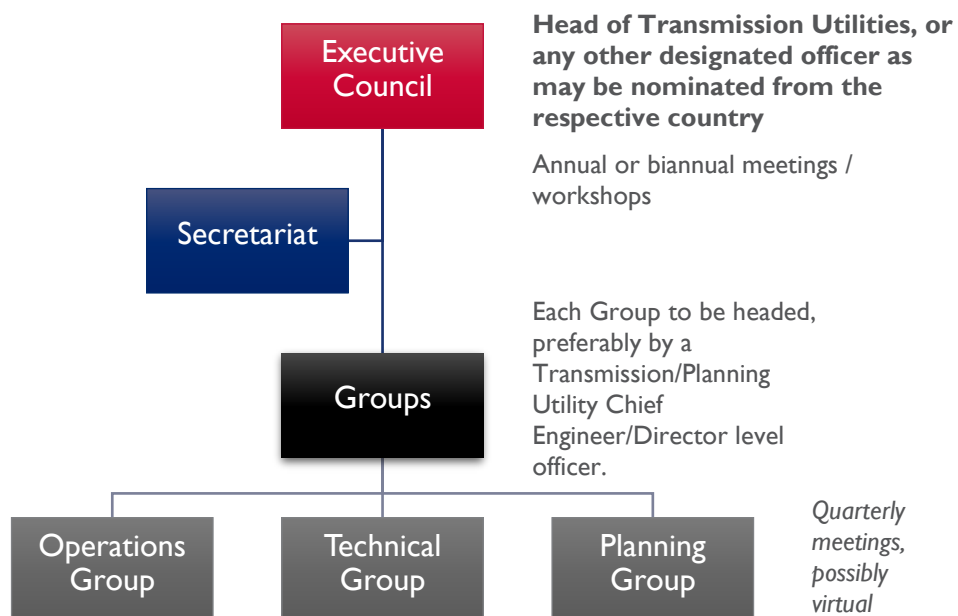 Executive
Council
Head of Transmission Utilities, or
any other designated officer as
may be nominated from the
respective country
Annual or biannual meetings /
workshops
Secretariat
Groups
Each Group to be headed,
preferably by a
Transmission/Planning
Utility Chief
Engineer/Director level
officer.
Operations
Group
Technical
Group
Planning
Group
Quarterly
meetings,
possibly
virtual